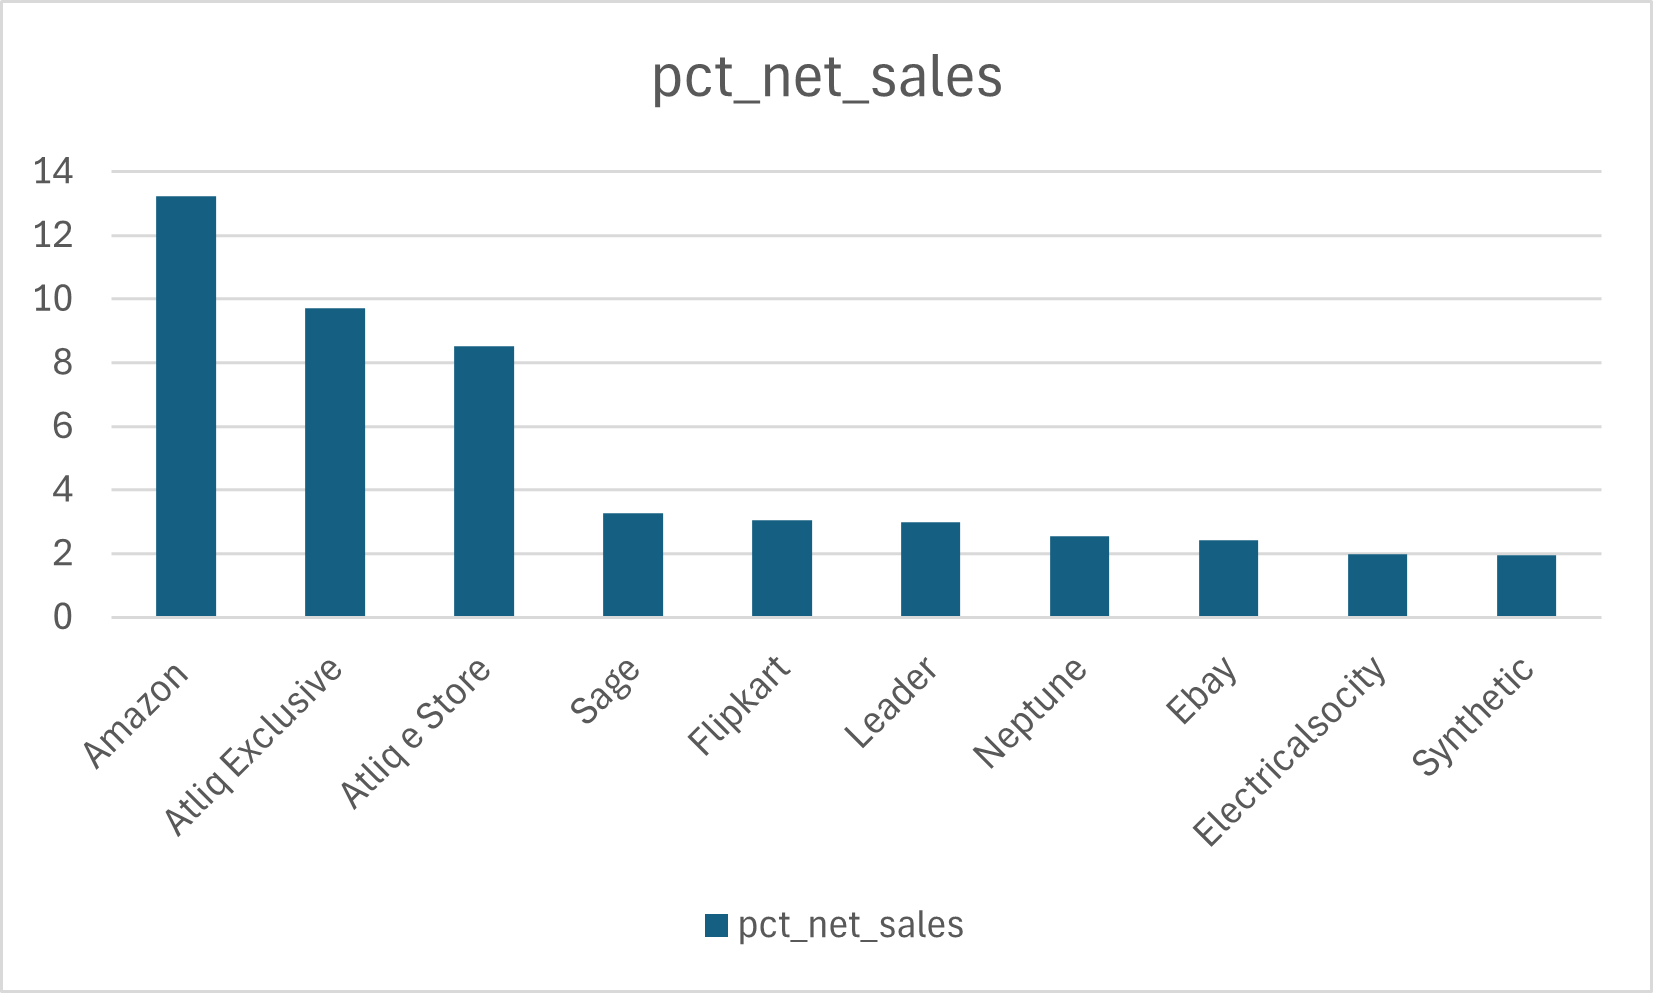 pct_net_sales
14
12
10
8
6
4
2
0
Amazon
Atliq Exclusive
Atliq e Store
Sage
Flipkart
Leader
Neptune
Ebay
Electricalsocity
Synthetic
pct_net_sales